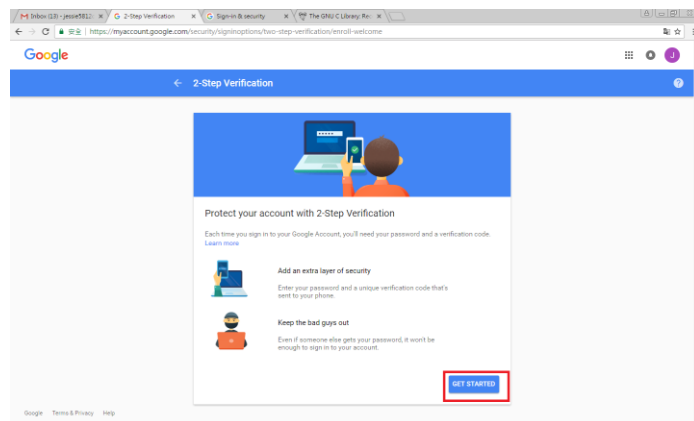 Inbox (13) - jessie5812
2-Step Verification
Sign-in & security
The GNU C Library: Re
安全 | https://myaccount.google.com/security/signinoptions/two-step-verification/enroll-welcome
Google
J
← 2-Step Verification
?
Protect your account with 2-Step Verification
Each time you sign in to your Google Account, you'll need your password and a verification code.
Learn more
Add an extra layer of security
Enter your password and a unique verification code that's
sent to your phone.
Keep the bad guys out
Even if someone else gets your password, it won't be
enough to sign in to your account.
GET STARTED
Google Terms & Privacy Help